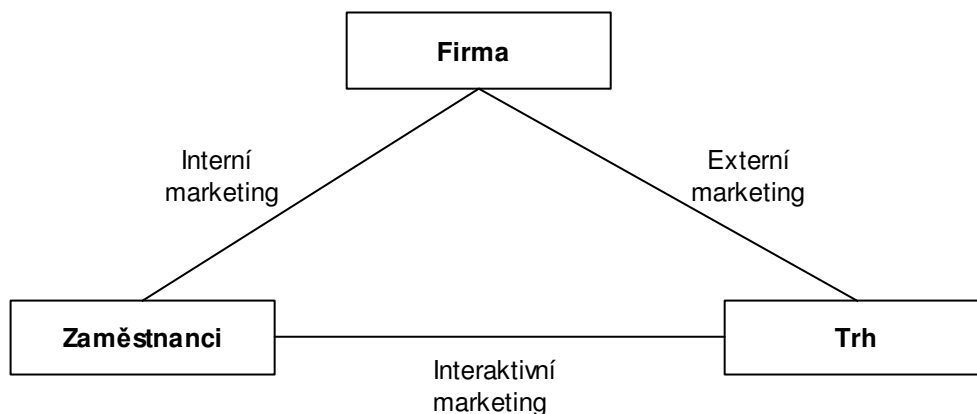 Firma
Interní
marketing
Externí
marketing
Zaměstnanci
Trh
Interaktivní
marketing